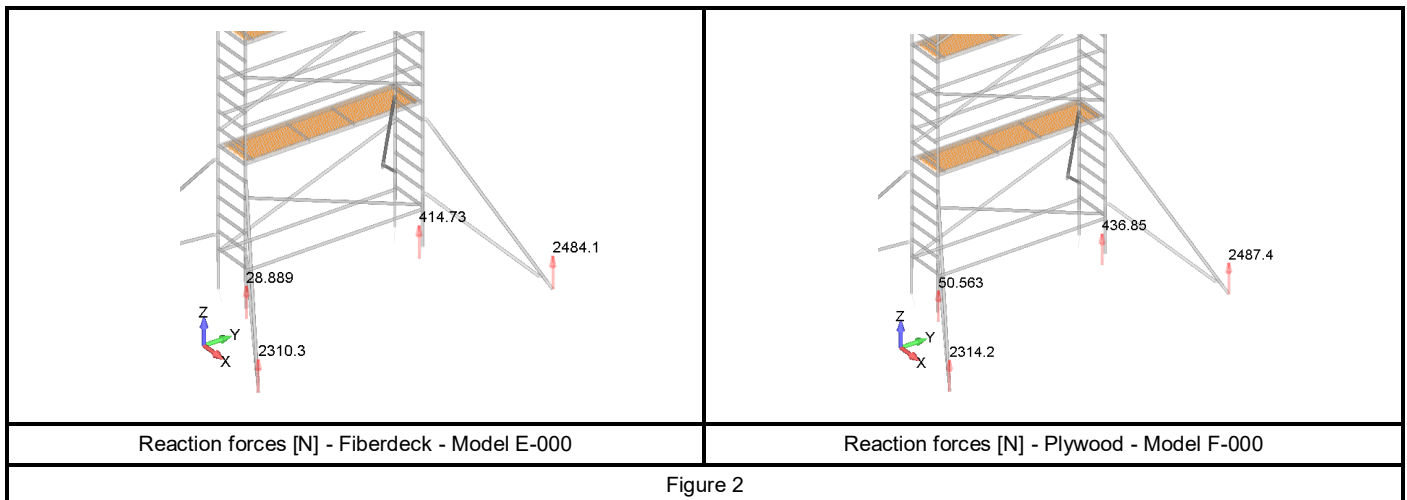 414.73
2484.1
28.889
Z
Y
X
2310.3
436.85
2487.4
50.563
Z
Y
X
2314.2
Reaction forces [N] - Fiberdeck - Model E-000
Reaction forces [N] - Plywood - Model F-000
Figure 2